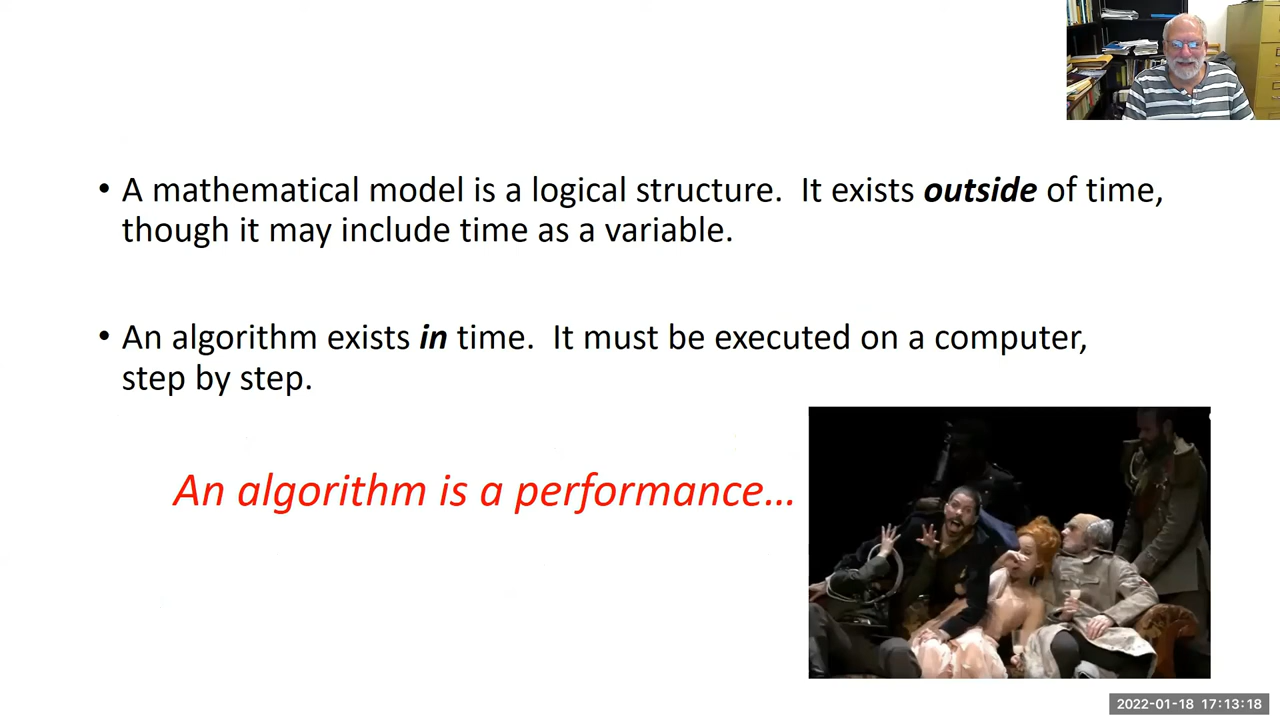 • A mathematical model is a logical structure.  It exists outside of time,
though it may include time as a variable.
• An algorithm exists in time.  It must be executed on a computer,
step by step.
An algorithm is a performance...
2022-01-18 17:13:18